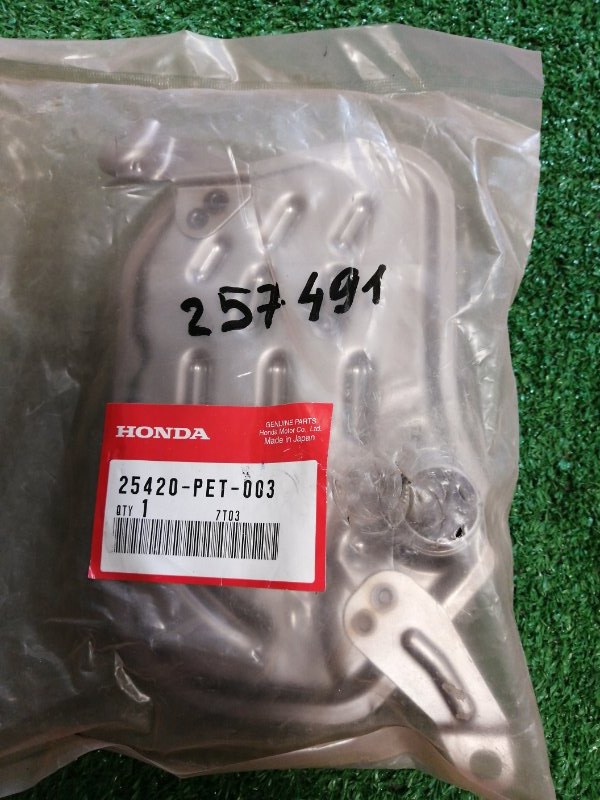 257491
HONDA
GENUINE PARTS
Honda Motor Co., Ltd.
Made in Japan
25420-PET-003
QTY 1 7T03